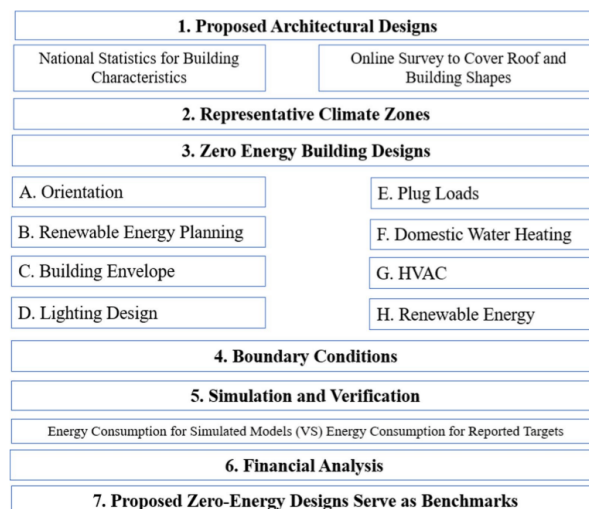 1. Proposed Architectural Designs
National Statistics for Building
Characteristics
Online Survey to Cover Roof and
Building Shapes
2. Representative Climate Zones
3. Zero Energy Building Designs
A. Orientation
B. Renewable Energy Planning
C. Building Envelope
D. Lighting Design
E. Plug Loads
F. Domestic Water Heating
G. HVAC
H. Renewable Energy
4. Boundary Conditions
5. Simulation and Verification
Energy Consumption for Simulated Models (VS) Energy Consumption for Reported Targets
6. Financial Analysis
7. Proposed Zero-Energy Designs Serve as Benchmarks